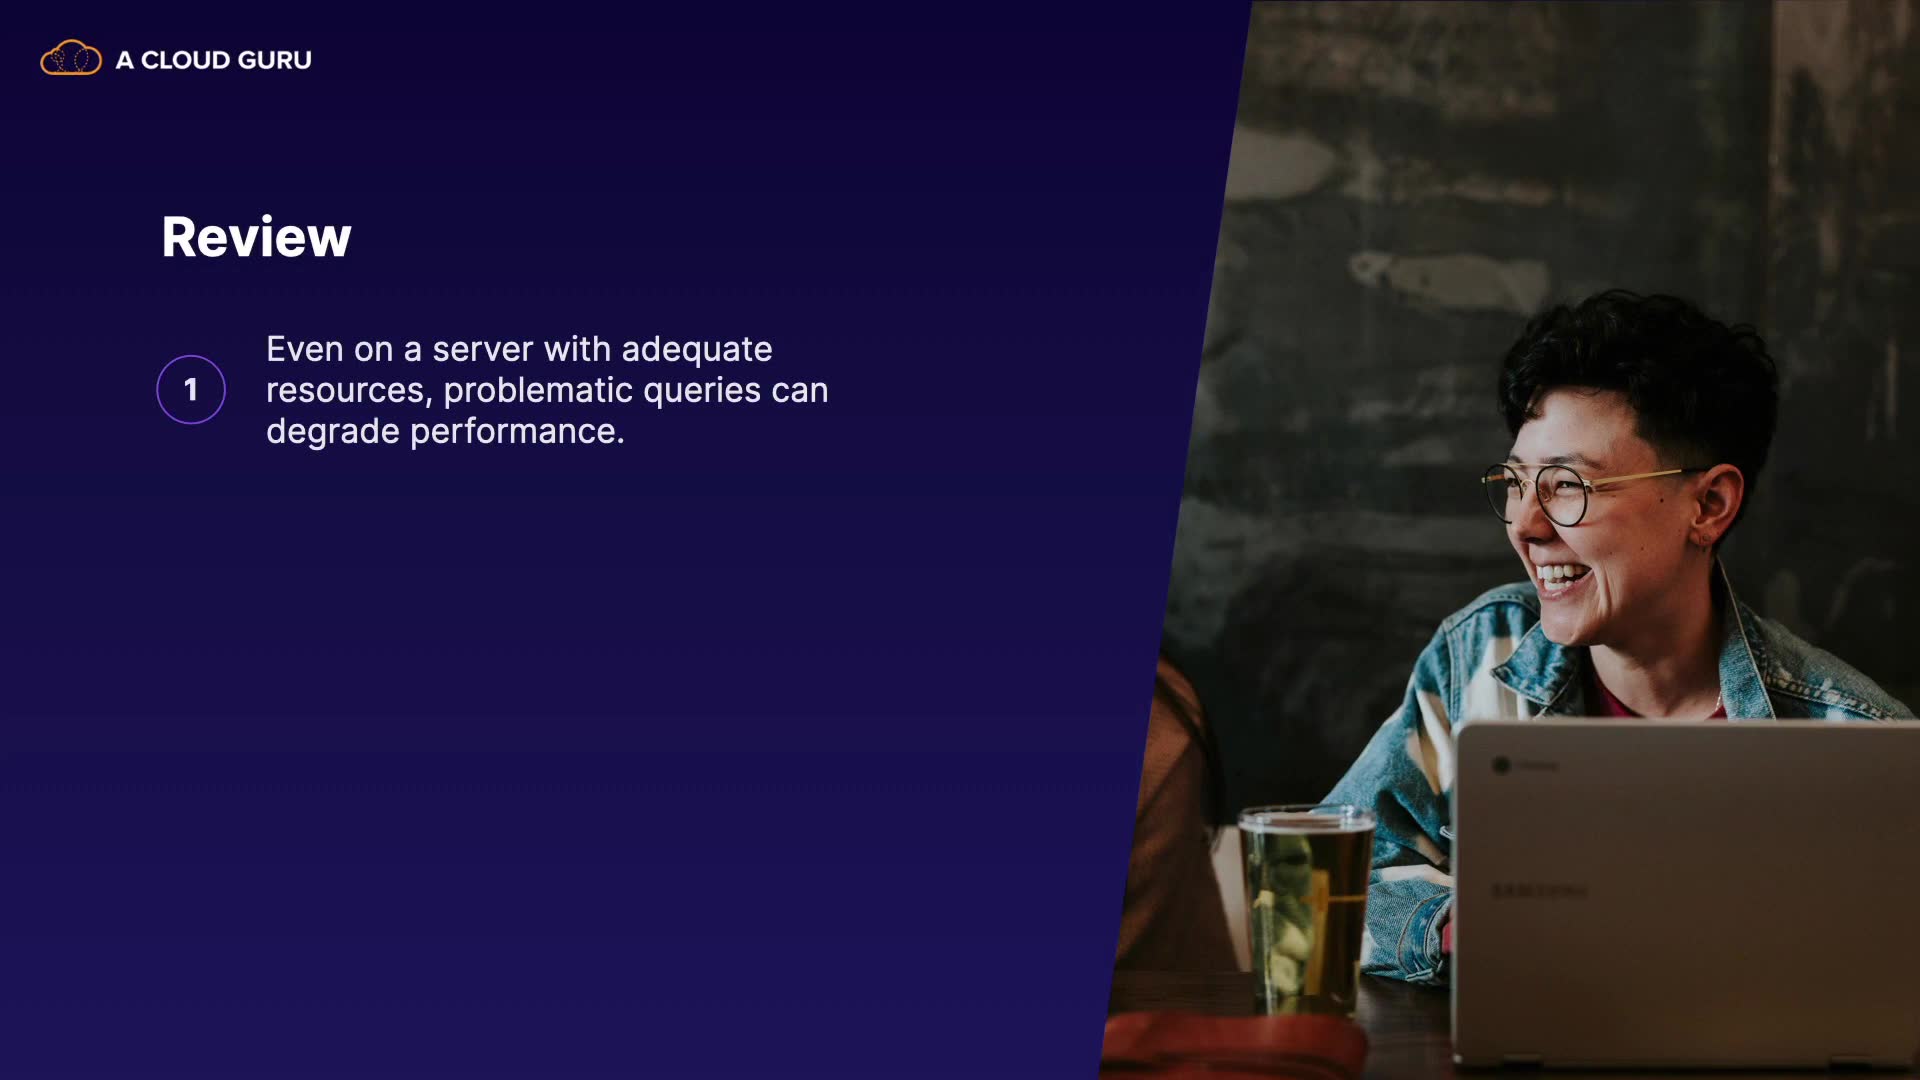 A CLOUD GURU
Review
1
Even on a server with adequate
resources, problematic queries can
degrade performance.